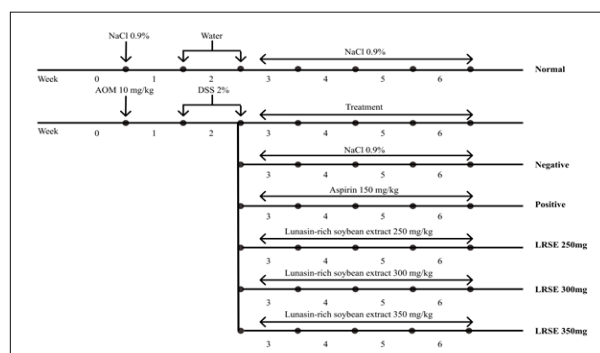 NaCl 0.9% Water NaCl 0.9%
Normal
Week 0 1 2 3 4 5 6
AOM 10 mg/kg DSS 2% Treatment
Week 0 1 2 3 4 5 6
NaCl 0.9%
Negative
3 4 5 6
Aspirin 150 mg/kg
Positive
3 4 5 6
Lunasin-rich soybean extract 250 mg/kg
LRSE 250mg
3 4 5 6
Lunasin-rich soybean extract 300 mg/kg
LRSE 300mg
3 4 5 6
Lunasin-rich soybean extract 350 mg/kg
LRSE 350mg
3 4 5 6